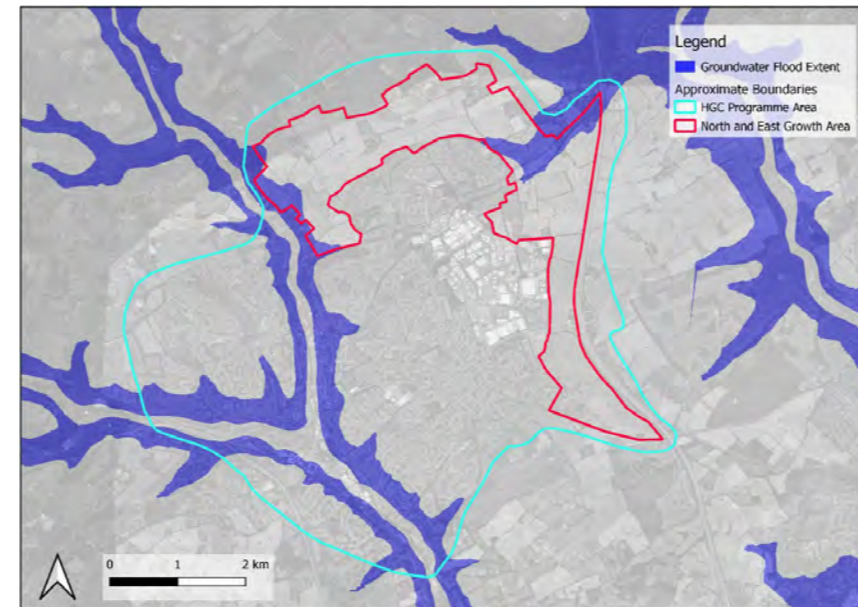 Legend
Groundwater Flood Extent
Approximate Boundaries
HGC Programme Area
North and East Growth Area
0 1 2 km